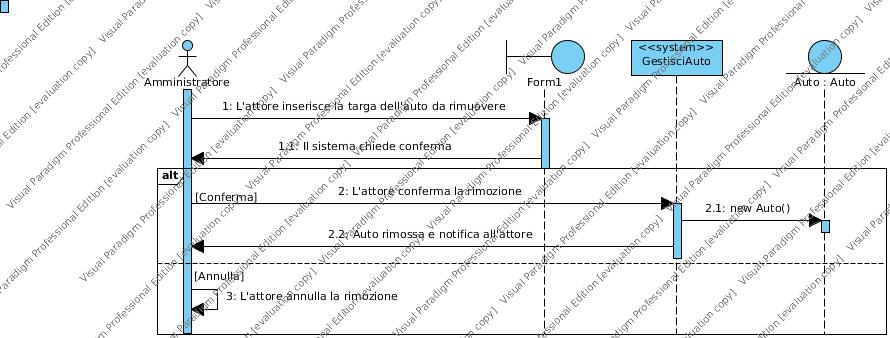 <<system>>
GestisciAuto
Amministratore
Form1
Auto : Auto
1: L'attore inserisce la targa dell'auto da rimuovere
1.1: Il sistema chiede conferma
alt
[Conferma]
2: L'attore conferma la rimozione
2.1: new Auto()
2.2: Auto rimossa e notifica all'attore
[Annulla]
3: L'attore annulla la rimozione
Visual Paradigm Professional Edition [evaluation copy]